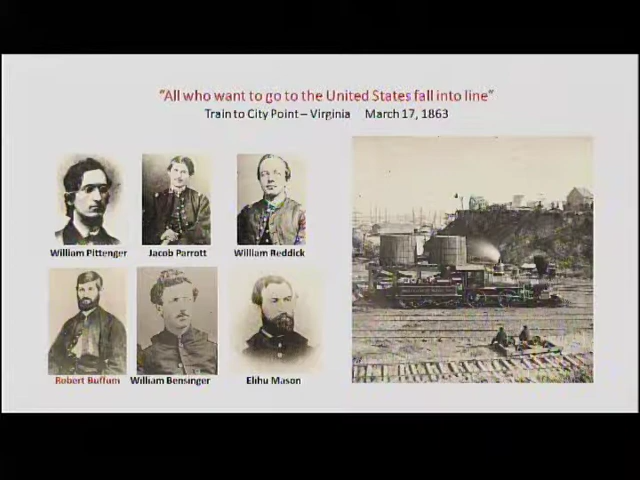 "All who want to go to the United States fall into line"
Train to City Point – Virginia March 17, 1863
William Pittenger Jacob Parrott William Reddick
Robert Buffum William Bensinger Elihu Mason